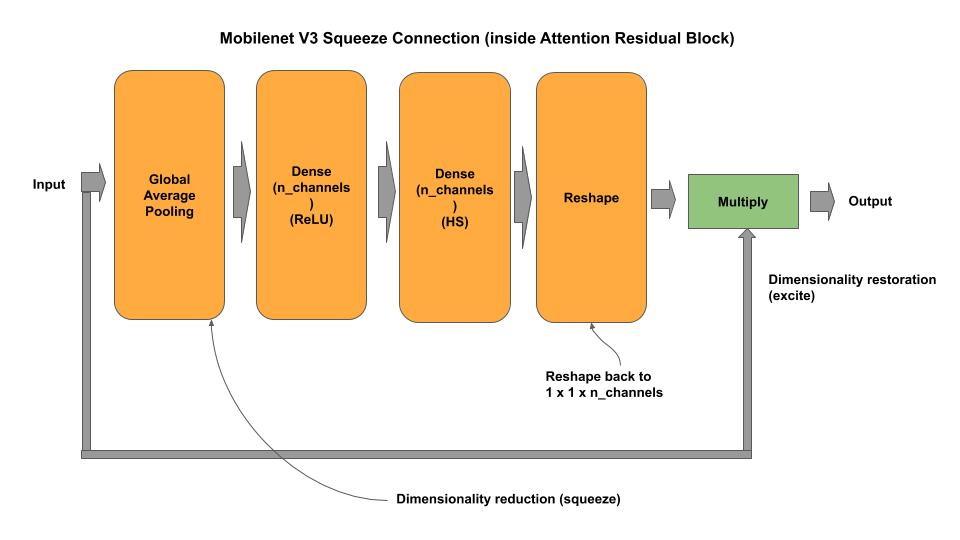 Mobilenet V3 Squeeze Connection (inside Attention Residual Block)
Input
Global
Average
Pooling
Dense
(n_channels
)
(ReLU)
Dense
(n_channels
)
(HS)
Reshape
Multiply
Output
Dimensionality restoration
(excite)
Reshape back to
1 x 1 x n_channels
Dimensionality reduction (squeeze)